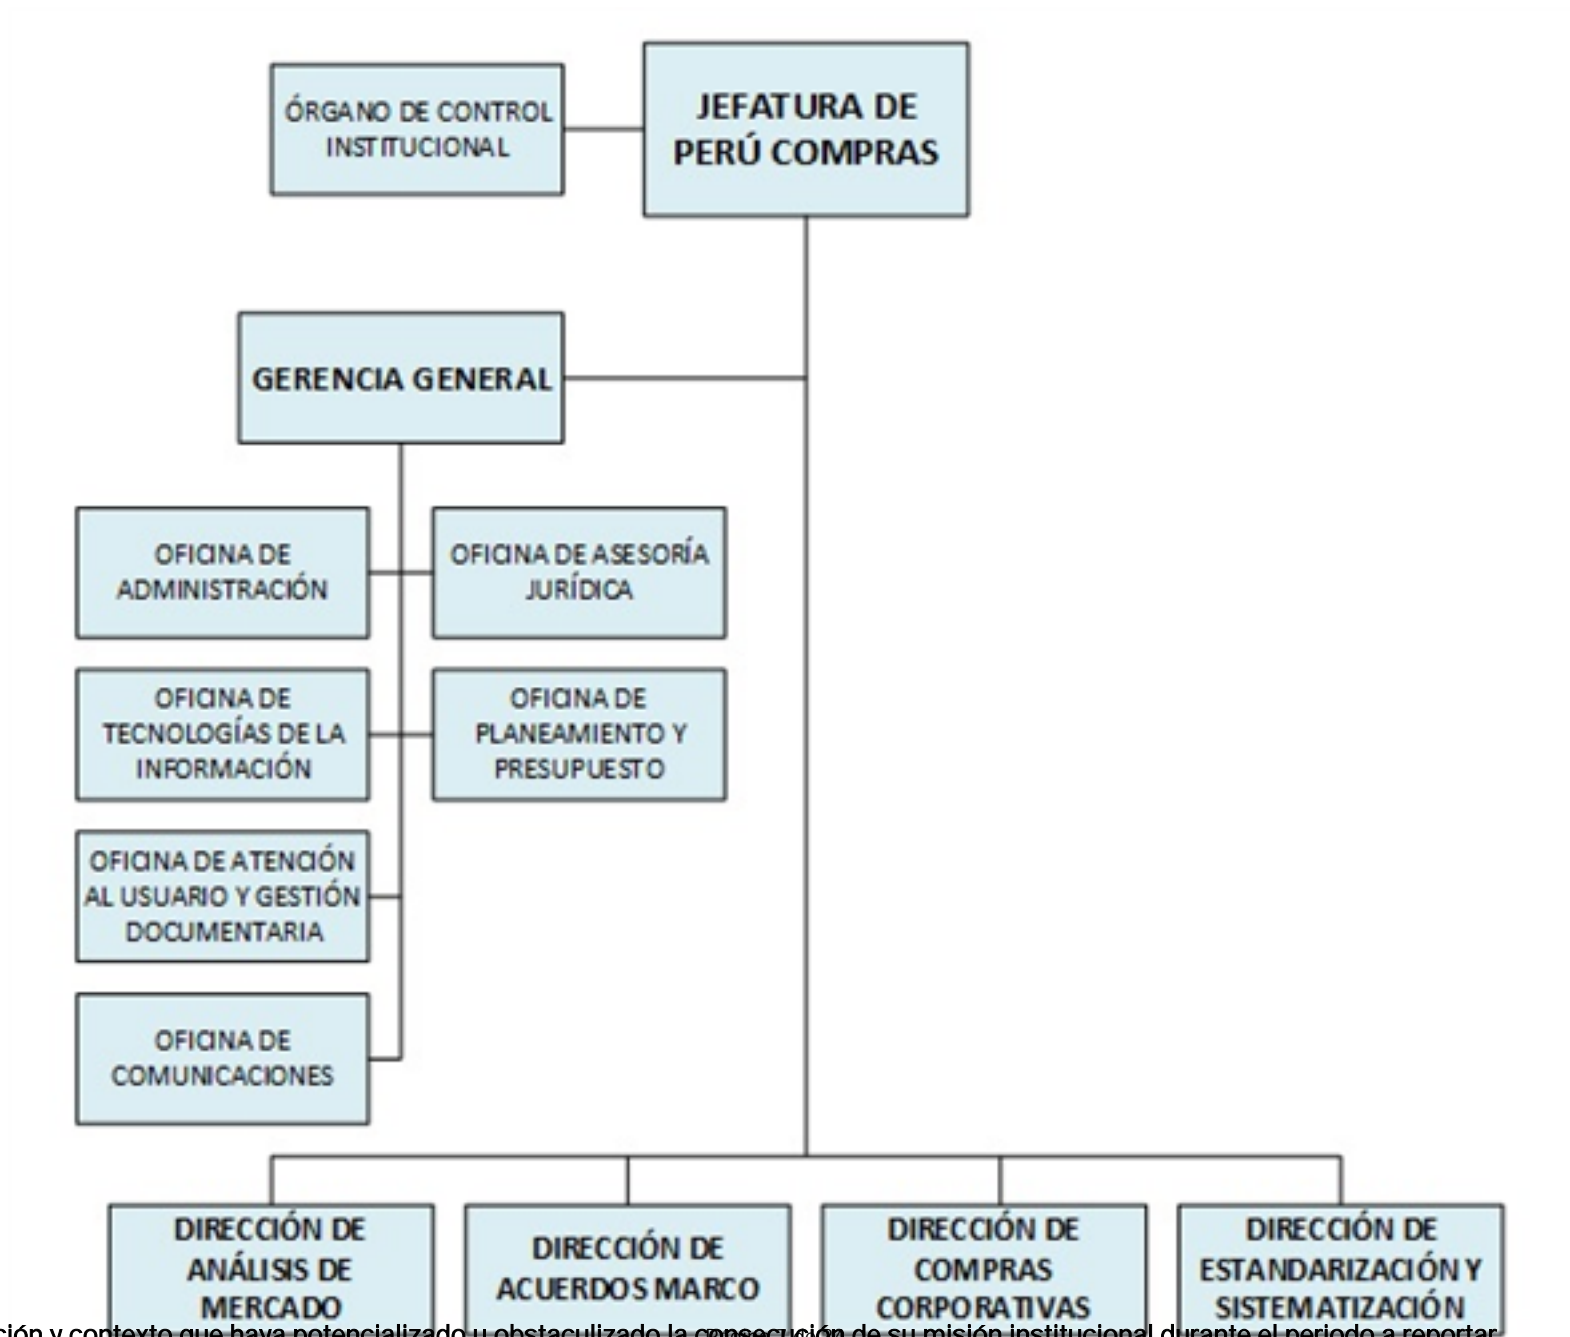 ÓRGANO DE CONTROL
INSTITUCIONAL
JEFATURA DE
PERÚ COMPRAS
GERENCIA GENERAL
OFICINA DE
ADMINISTRACIÓN
OFICINA DE ASESORÍA
JURÍDICA
OFICINA DE
TECNOLOGÍAS DE LA
INFORMACIÓN
OFICINA DE
PLANEAMIENTO Y
PRESUPUESTO
OFICINA DE ATENCIÓN
AL USUARIO Y GESTIÓN
DOCUMENTARIA
OFICINA DE
COMUNICACIONES
DIRECCIÓN DE
ANÁLISIS DE
MERCADO
DIRECCIÓN DE
ACUERDOS MARCO
DIRECCIÓN DE
COMPRAS
CORPORATIVAS
DIRECCIÓN DE
ESTANDARIZACIÓN Y
SISTEMATIZACIÓN
ción y contexto que haya potencializado u obstaculizado la consecución de su misión institucional durante el periodo a reportar